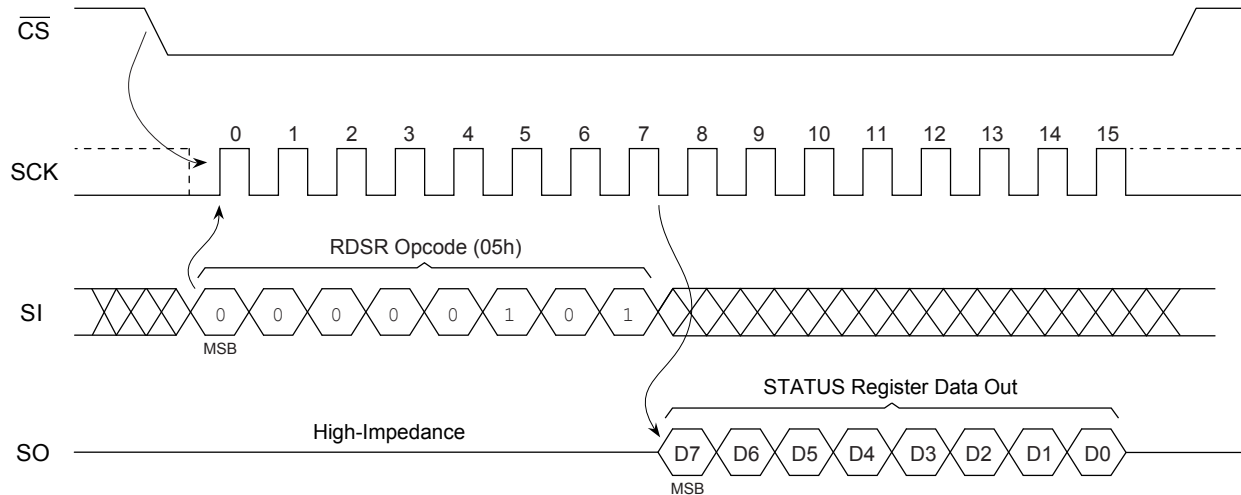 CS
0 1 2 3 4 5 6 7 8 9 10 11 12 13 14 15
SCK
RDSR Opcode (05h)
SI 0 0 0 0 0 1 0 1
MSB
STATUS Register Data Out
High-Impedance
SO D7 D6 D5 D4 D3 D2 D1 D0
MSB